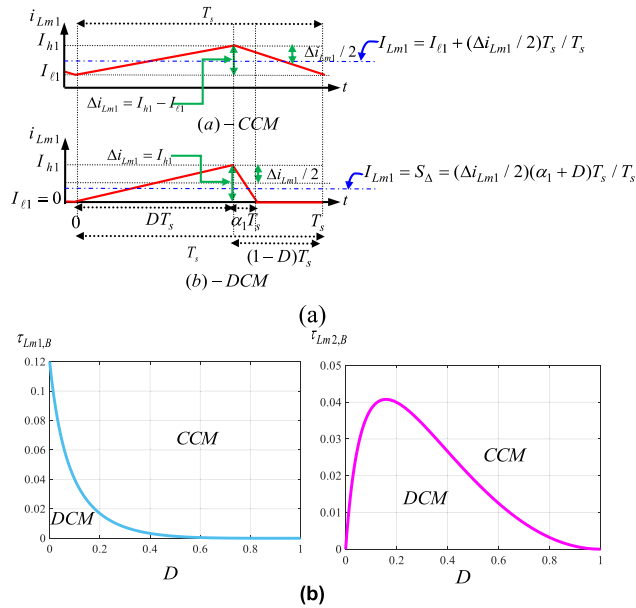 i_{Lm1}
T_s
I_{h1}
Δi_{Lm1} / 2
I_{Lm1} = I_{ℓ1} + (Δi_{Lm1}/2)T_s / T_s
I_{ℓ1}
t
Δi_{Lm1} = I_{h1} − I_{ℓ1}
(a) − CCM
i_{Lm1}
Δi_{Lm1} = I_{h1}
I_{h1}
Δi_{Lm1} / 2
I_{Lm1} = S_Δ = (Δi_{Lm1}/2)(α_1 + D)T_s / T_s
I_{ℓ1} = 0
t
0
DT_s
α_1T_s
T_s
T_s
(1−D)T_s
(b) − DCM
(a)
τ_{Lm1,B}
0.12
0.1
0.08
0.06
0.04
0.02
0
CCM
DCM
0 0.2 0.4 0.6 0.8 1
D
τ_{Lm2,B}
0.05
0.04
0.03
0.02
0.01
0
CCM
DCM
0 0.2 0.4 0.6 0.8 1
D
(b)